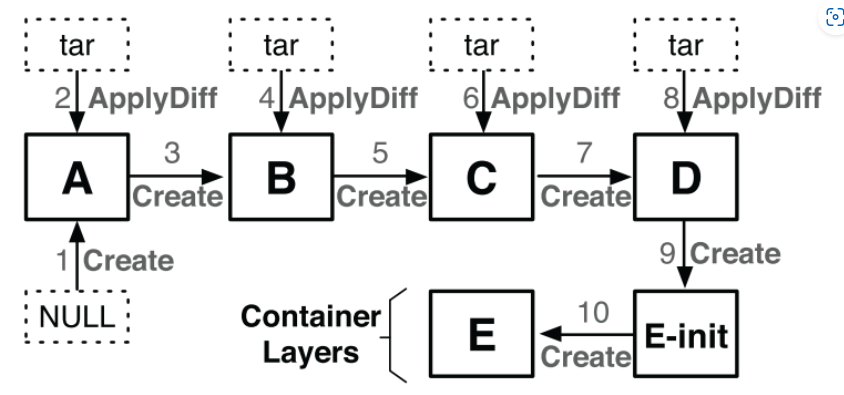 tar tar tar tar
2 ApplyDiff 4 ApplyDiff 6 ApplyDiff 8 ApplyDiff
A 3 Create B 5 Create C 7 Create D
1 Create
9 Create
NULL
Container
Layers
E
10
Create
E-init